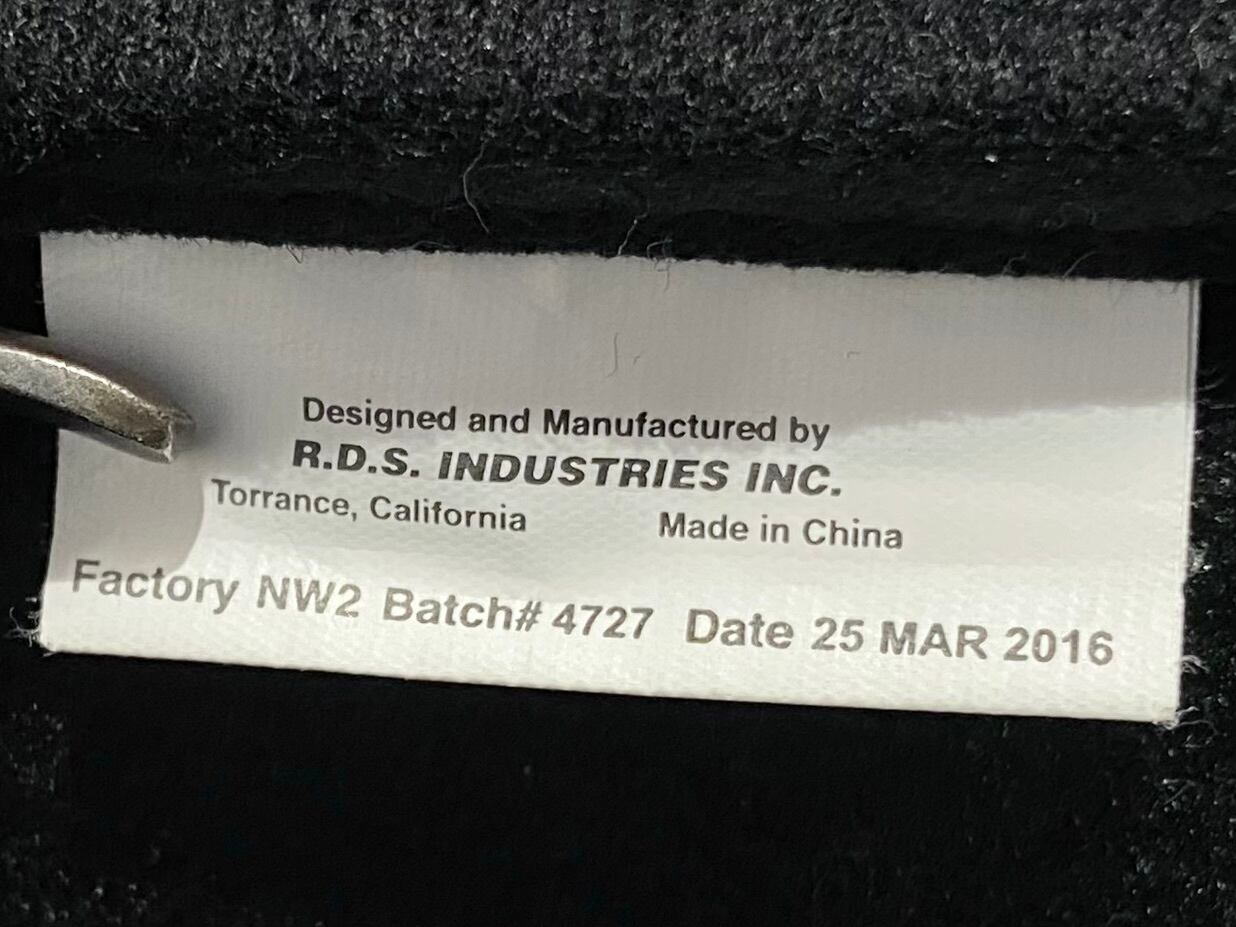 Designed and Manufactured by
R.D.S. INDUSTRIES INC.
Torrance, California Made in China
Factory NW2 Batch# 4727 Date 25 MAR 2016